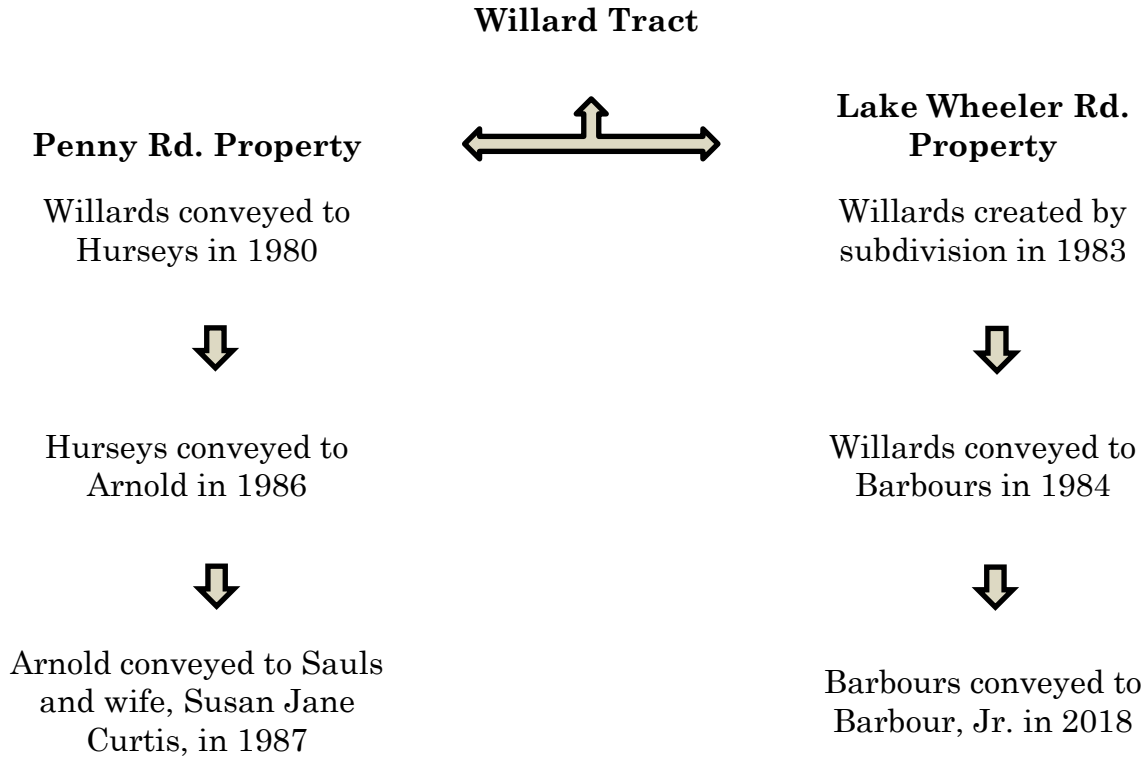 Willard Tract
Penny Rd. Property
Willards conveyed to
Hurseys in 1980
Hurseys conveyed to
Arnold in 1986
Arnold conveyed to Sauls
and wife, Susan Jane
Curtis, in 1987
Lake Wheeler Rd.
Property
Willards created by
subdivision in 1983
Willards conveyed to
Barbours in 1984
Barbours conveyed to
Barbour, Jr. in 2018